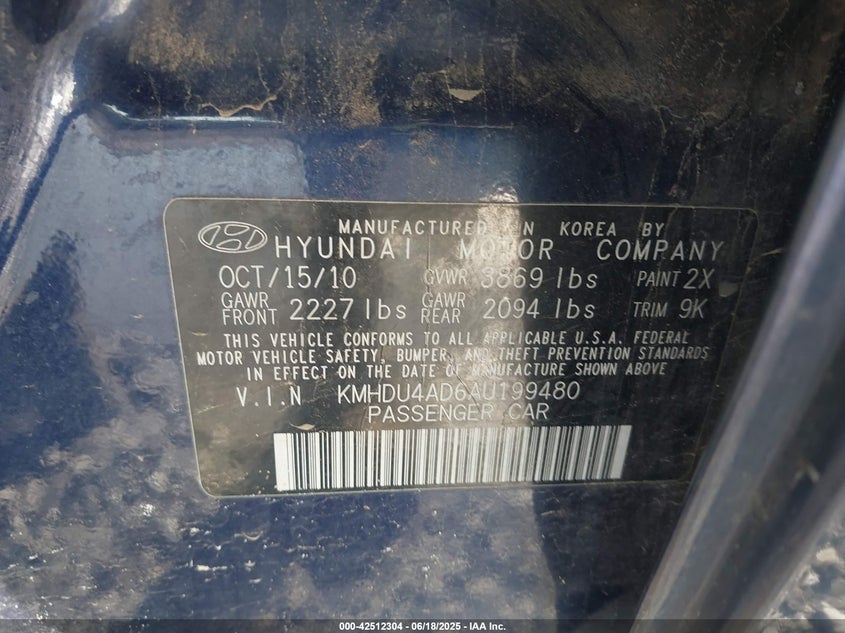 MANUFACTURED IN KOREA BY
HYUNDAI MOTOR COMPANY
OCT/15/10 GVWR 3869 lbs PAINT 2X
GAWR FRONT 2227 lbs GAWR REAR 2094 lbs TRIM 9K
THIS VEHICLE CONFORMS TO ALL APPLICABLE U.S.A. FEDERAL
MOTOR VEHICLE SAFETY, BUMPER, AND THEFT PREVENTION STANDARDS
IN EFFECT ON THE DATE OF MANUFACTURE SHOWN ABOVE
V.I.N KMHDU4AD6AU199480
PASSENGER CAR
000-42512304 - 06/18/2025 - IAA Inc.